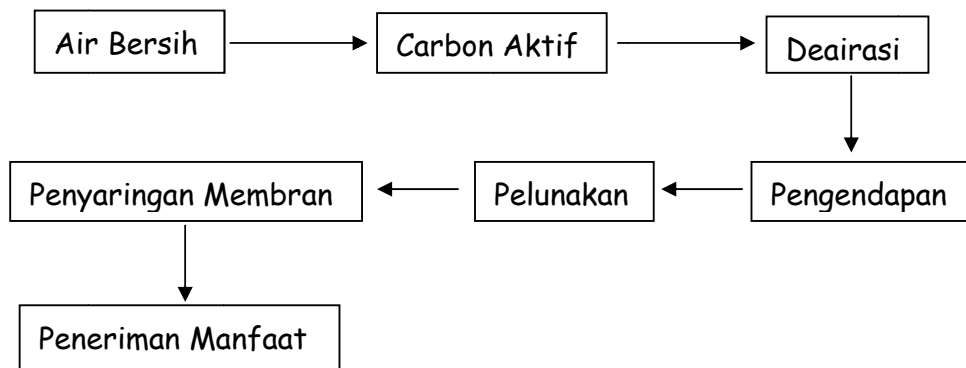 Air Bersih
Carbon Aktif
Deairasi
Pengendapan
Pelunakan
Penyaringan Membran
Peneriman Manfaat